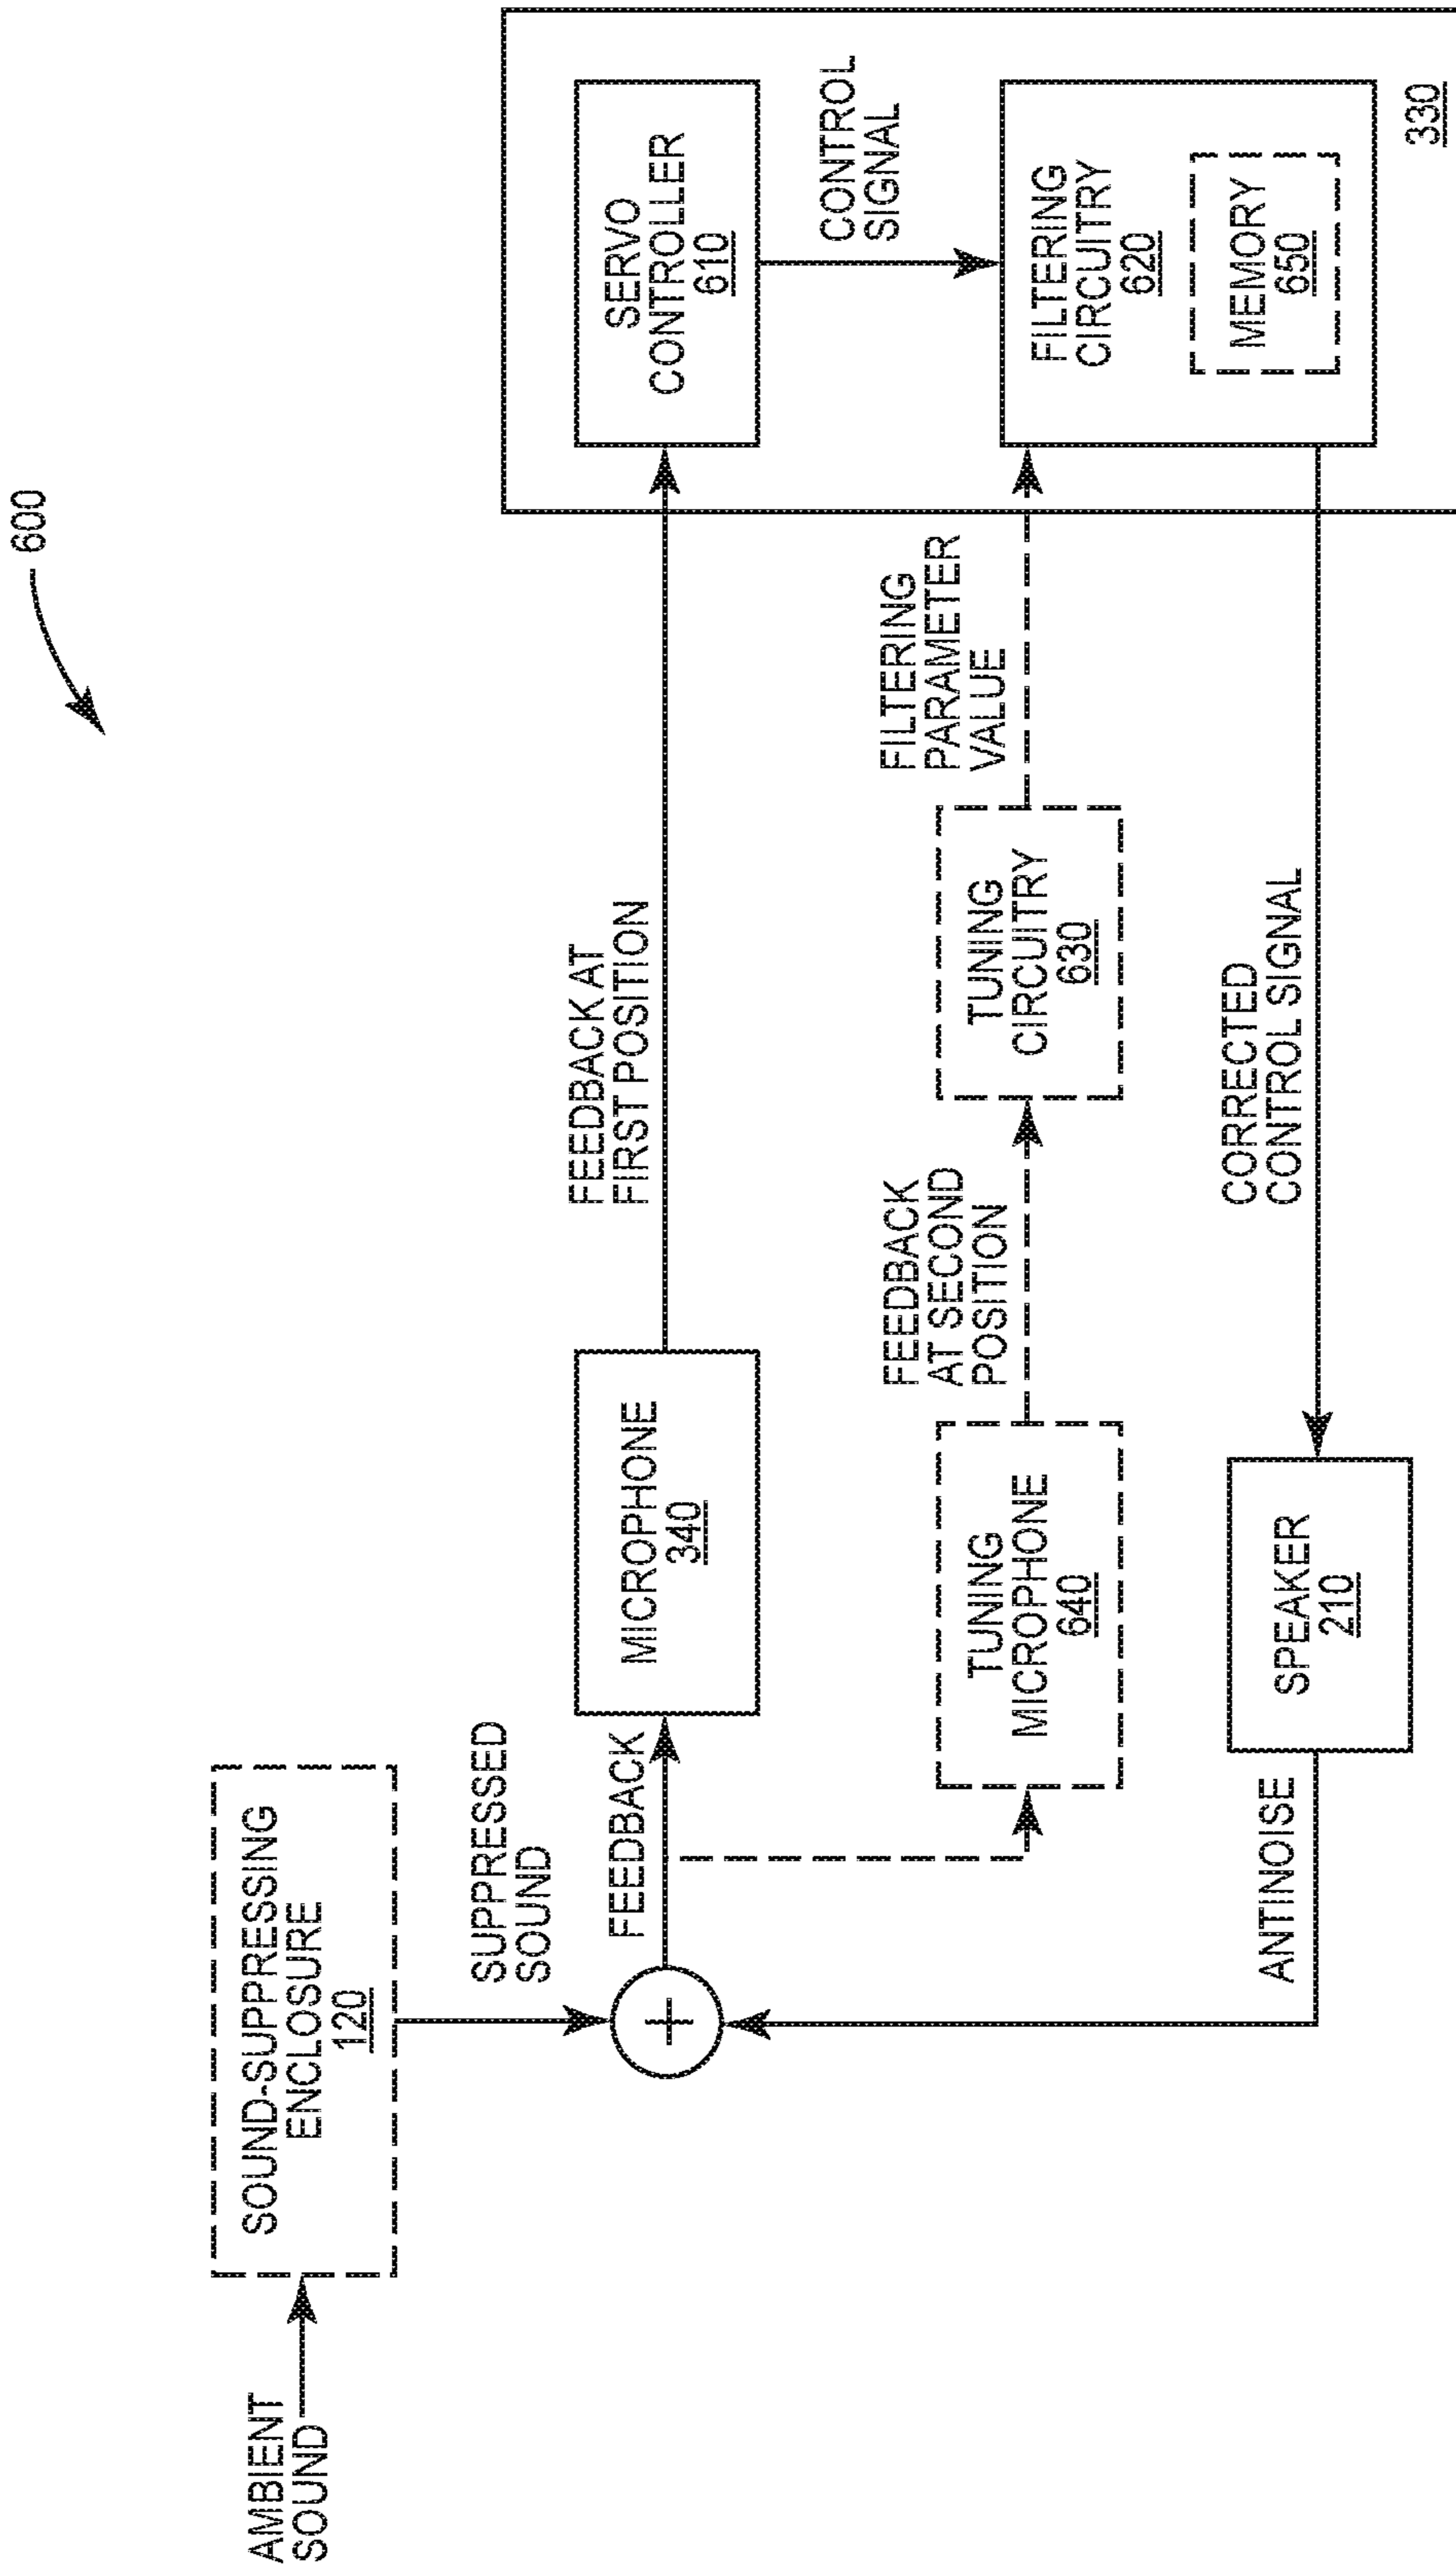 600
AMBIENT
SOUND
SOUND-SUPPRESSING
ENCLOSURE
120
SUPPRESSED
SOUND
FEEDBACK
MICROPHONE
340
FEEDBACK AT
FIRST POSITION
SERVO
CONTROLLER
610
CONTROL
SIGNAL
TUNING
MICROPHONE
640
FEEDBACK
AT SECOND
POSITION
TUNING
CIRCUITRY
630
FILTERING
PARAMETER
VALUE
FILTERING
CIRCUITRY
620
MEMORY
650
ANTINOISE
SPEAKER
210
CORRECTED
CONTROL SIGNAL
330